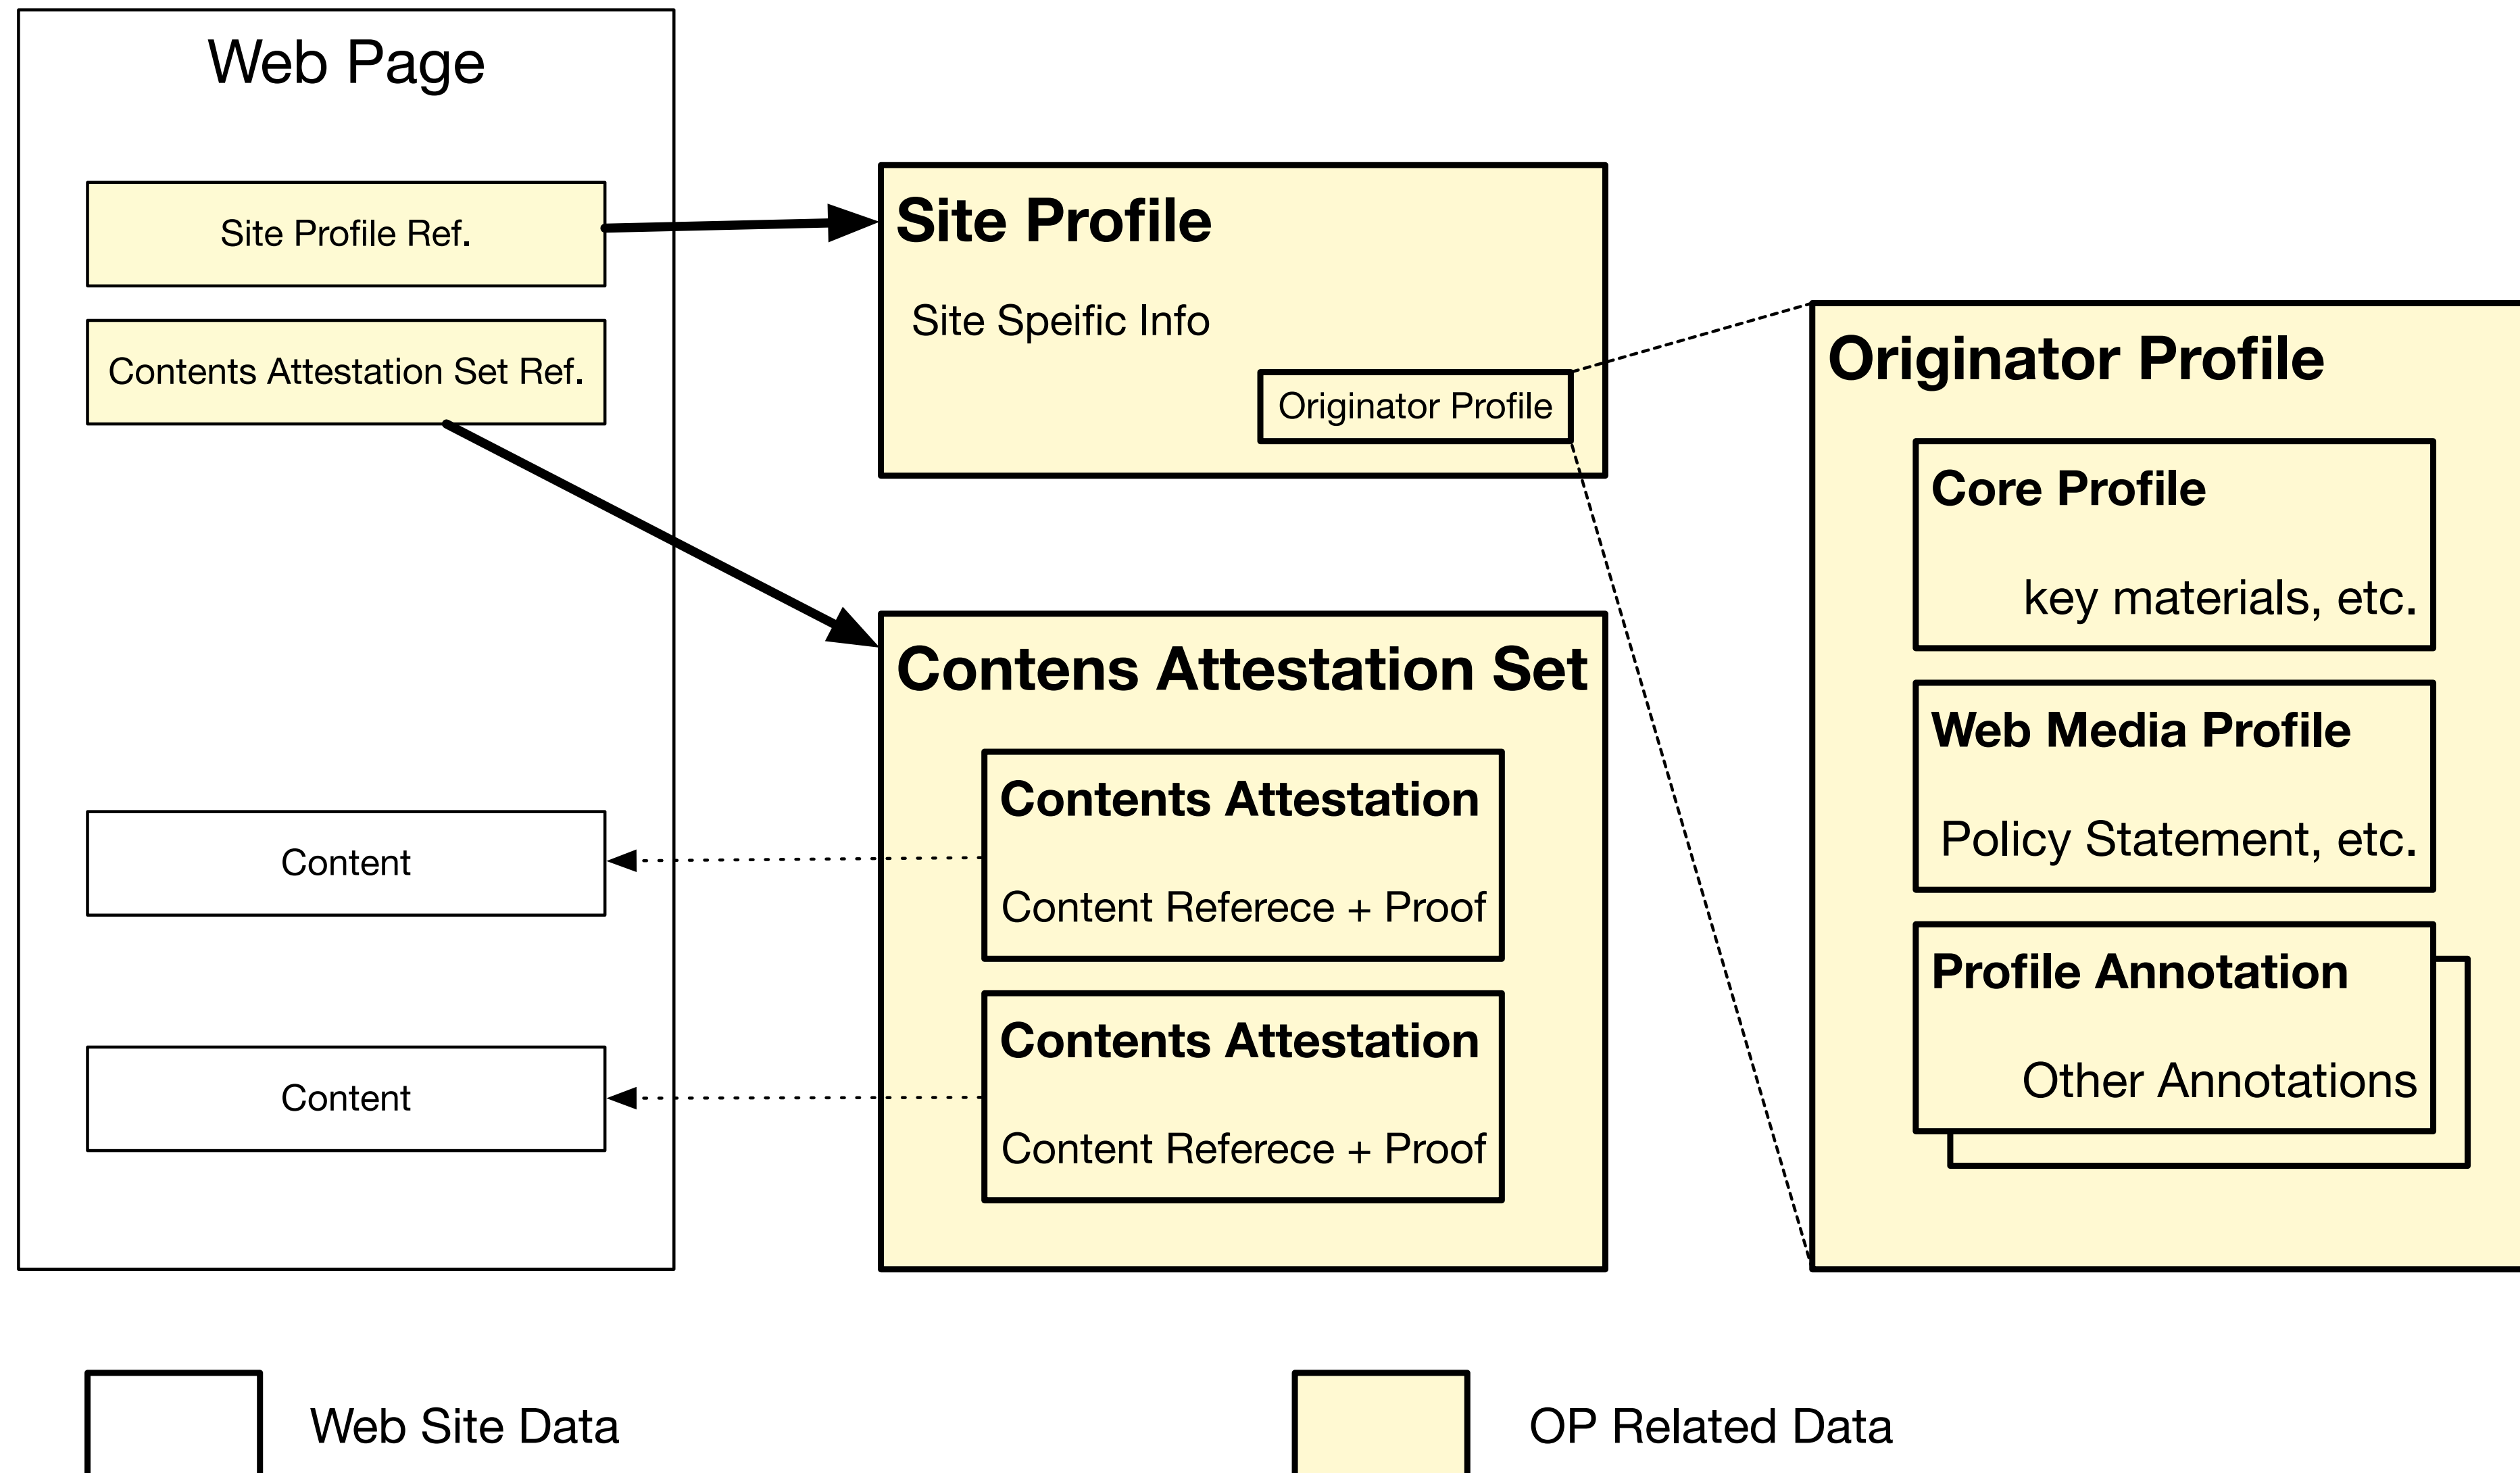 Web Page
Site Profile Ref.
Contents Attestation Set Ref.
Content
Content
Site Profile
Site Speific Info
Originator Profile
Contens Attestation Set
Contents Attestation
Content Referece + Proof
Contents Attestation
Content Referece + Proof
Originator Profile
Core Profile
key materials, etc.
Web Media Profile
Policy Statement, etc.
Profile Annotation
Other Annotations
Web Site Data
OP Related Data